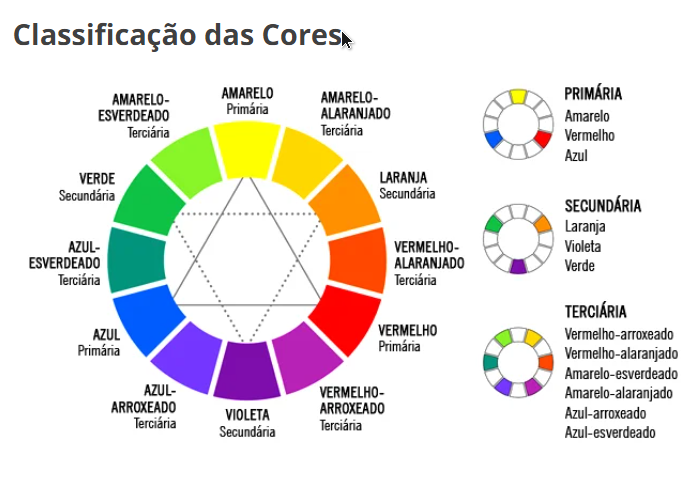 Classificação das Cores
AMARELO
Primária
AMARELO-
ALARANJADO
Terciária
LARANJA
Secundária
VERMELHO-
ALARANJADO
Terciária
VERMELHO
Primária
VERMELHO-
ARROXEADO
Terciária
VIOLETA
Secundária
AZUL-
ARROXEADO
Terciária
AZUL
Primária
AZUL-
ESVERDEADO
Terciária
VERDE
Secundária
AMARELO-
ESVERDEADO
Terciária
PRIMÁRIA
Amarelo
Vermelho
Azul
SECUNDÁRIA
Laranja
Violeta
Verde
TERCIÁRIA
Vermelho-arroxeado
Vermelho-alaranjado
Amarelo-esverdeado
Amarelo-alaranjado
Azul-arroxeado
Azul-esverdeado